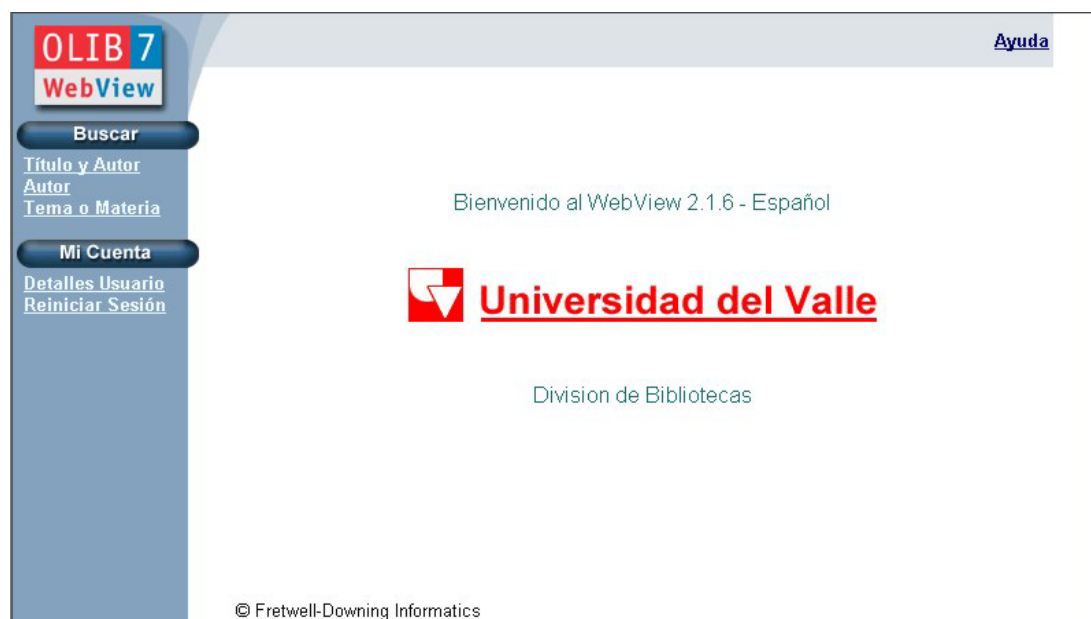 OLIB 7
WebView
Ayuda
Buscar
Título y Autor
Autor
Tema o Materia
Mi Cuenta
Detalles Usuario
Reiniciar Sesión
Bienvenido al WebView 2.1.6 - Español
Universidad del Valle
Division de Bibliotecas
© Fretwell-Downing Informatics